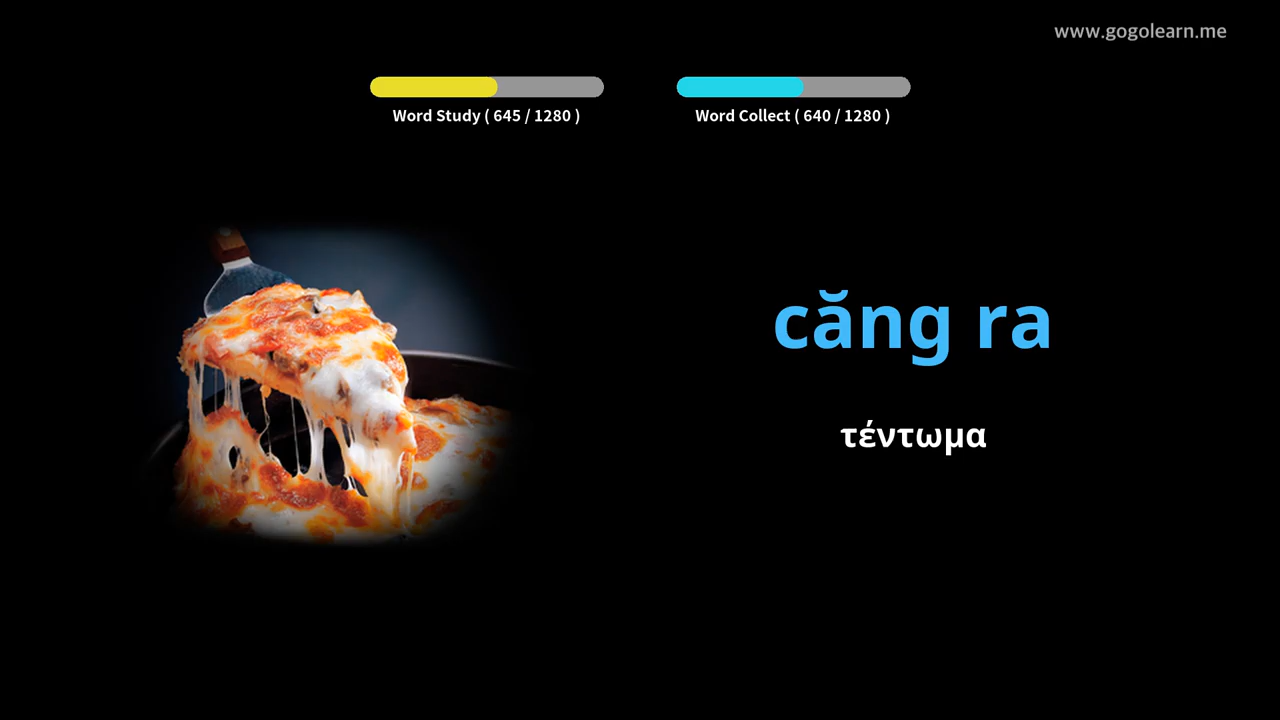 www.gogolearn.me
Word Study ( 645 / 1280 )
Word Collect ( 640 / 1280 )
căng ra
τέντωμα